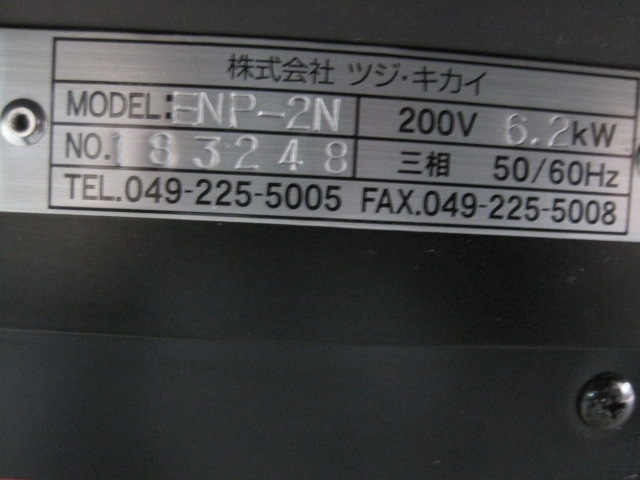 株式会社 ツジ・キカイ
MODEL: ENP-2N 200V 6.2kW
NO. 183248 三相 50/60Hz
TEL.049-225-5005 FAX.049-225-5008